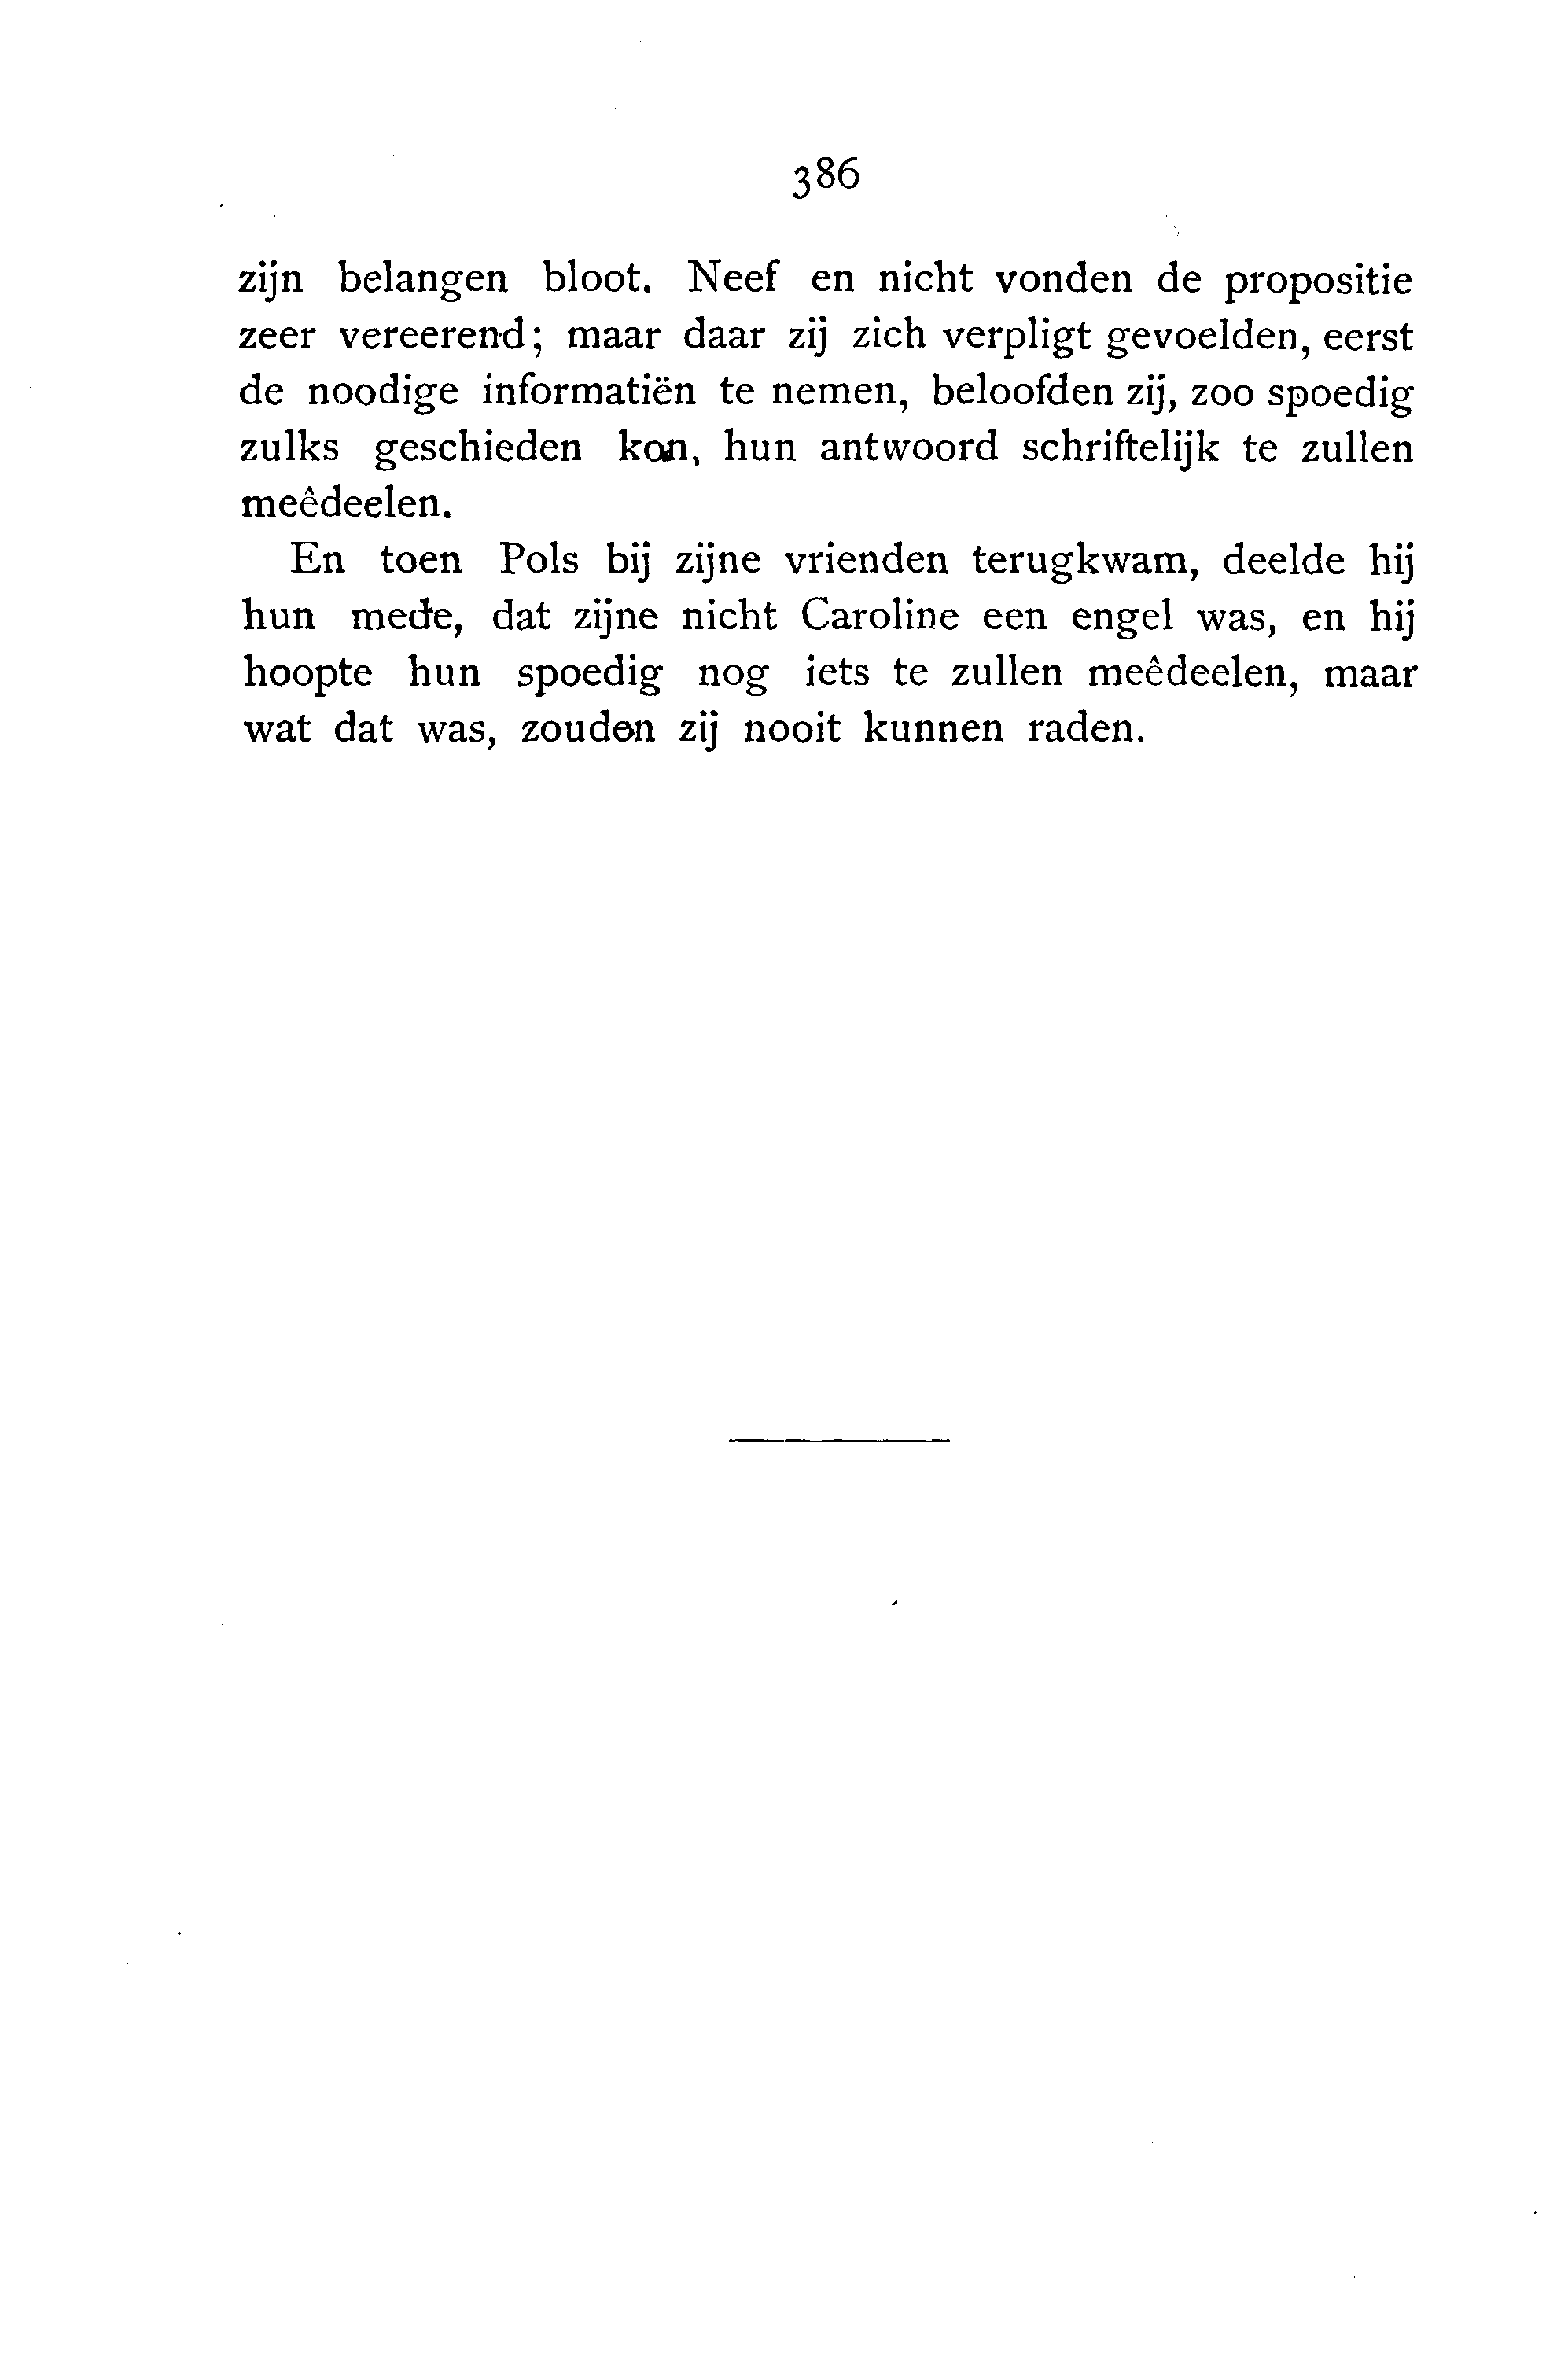 386
zijn belangen bloot. Neef en nicht vonden de propositie
zeer vereerend; maar daar zij zich verpligt gevoelden, eerst
de noodige informatiën te nemen, beloofden zij, zoo spoedig
zulks geschieden kon, hun antwoord schriftelijk te zullen
meêdeelen.
En toen Pols bij zijne vrienden terugkwam, deelde hij
hun mede, dat zijne nicht Caroline een engel was, en hij
hoopte hun spoedig nog iets te zullen meêdeelen, maar
wat dat was, zouden zij nooit kunnen raden.